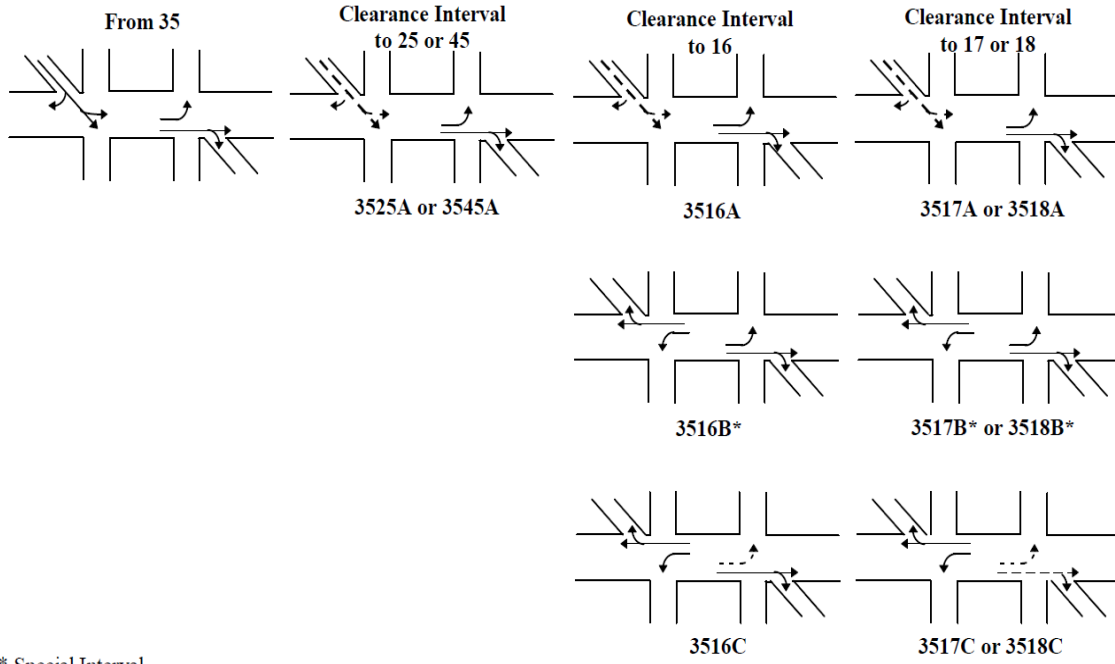 From 35
Clearance Interval
to 25 or 45
Clearance Interval
to 16
Clearance Interval
to 17 or 18
3525A or 3545A
3516A
3517A or 3518A
3516B*
3517B* or 3518B*
3516C
3517C or 3518C
* Special Interval